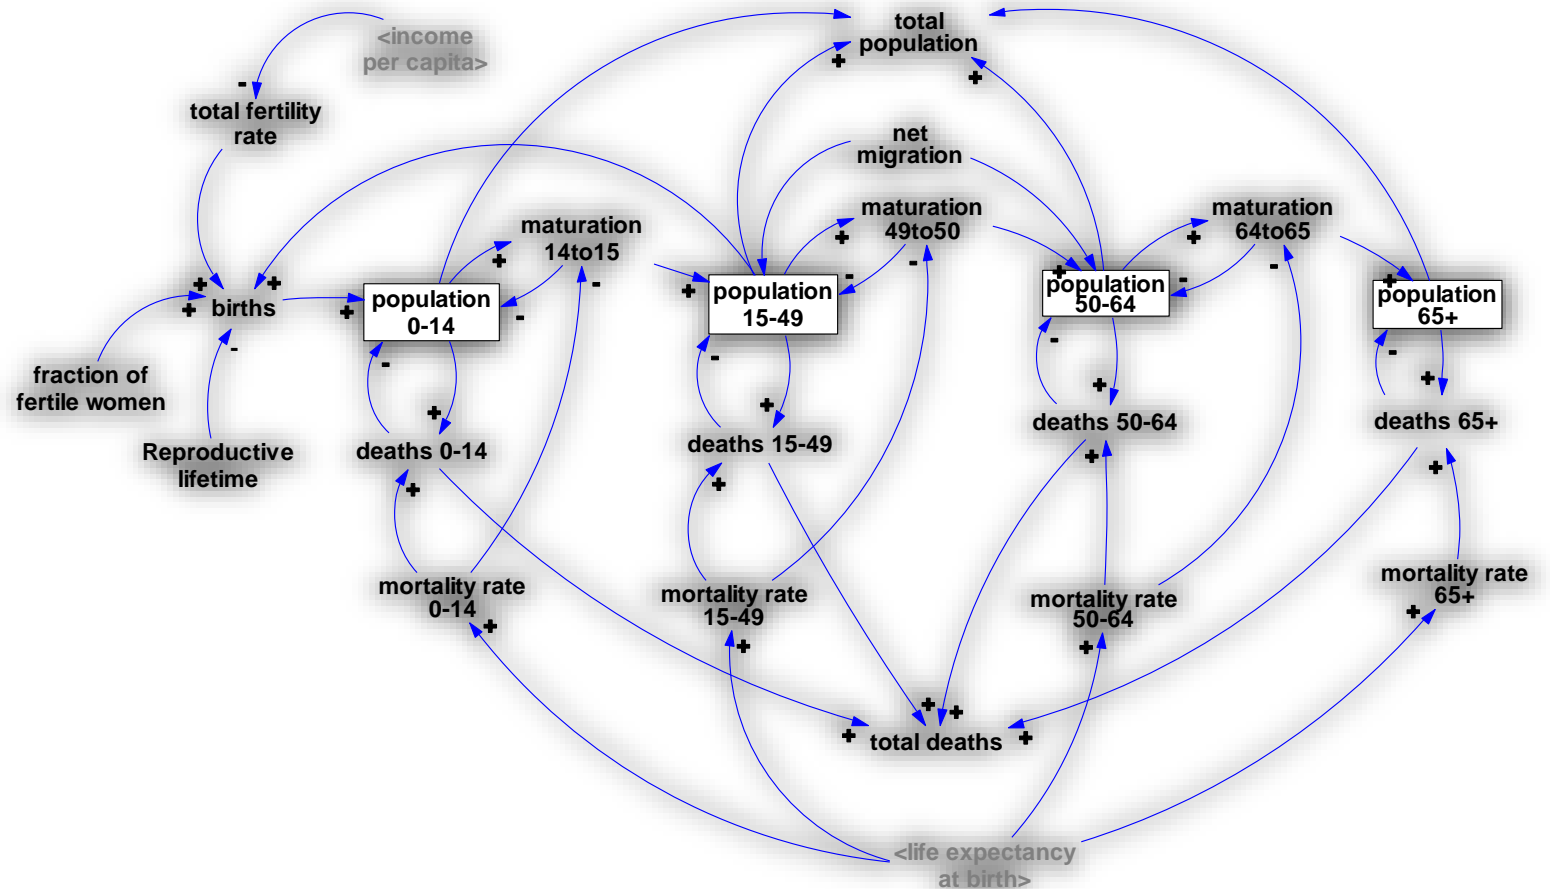 <income
per capita>
total
population
total fertility
rate
net
migration
maturation
14to15
maturation
49to50
maturation
64to65
births
population
0-14
population
15-49
population
50-64
population
65+
fraction of
fertile women
Reproductive
lifetime
deaths 0-14
deaths 15-49
deaths 50-64
deaths 65+
mortality rate
0-14
mortality rate
15-49
mortality rate
50-64
mortality rate
65+
total deaths
<life expectancy
at birth>